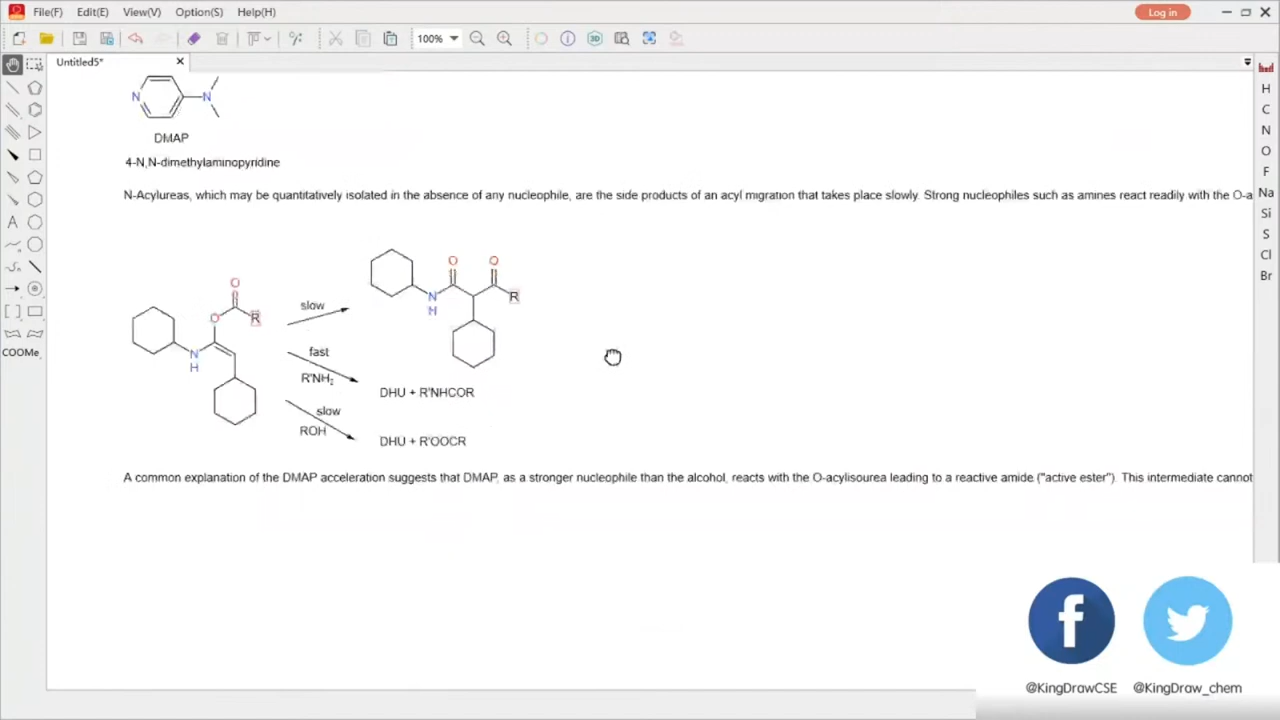 File(F) Edit(E) View(V) Option(S) Help(H) Log in
100%
Untitled5*
H
C
N
O
F
Na
Si
S
Cl
Br
A
COOMe
N N
DMAP
4-N,N-dimethylaminopyridine
N-Acylureas, which may be quantitatively isolated in the absence of any nucleophile, are the side products of an acyl migration that takes place slowly. Strong nucleophiles such as amines react readily with the O-a
O
O R
N
H
slow
fast
R'NH2
slow
ROH
O O
N R
H
DHU + R'NHCOR
DHU + R'OOCR
A common explanation of the DMAP acceleration suggests that DMAP, as a stronger nucleophile than the alcohol, reacts with the O-acylisourea leading to a reactive amide ("active ester"). This intermediate cannot
@KingDrawCSE @KingDraw_chem